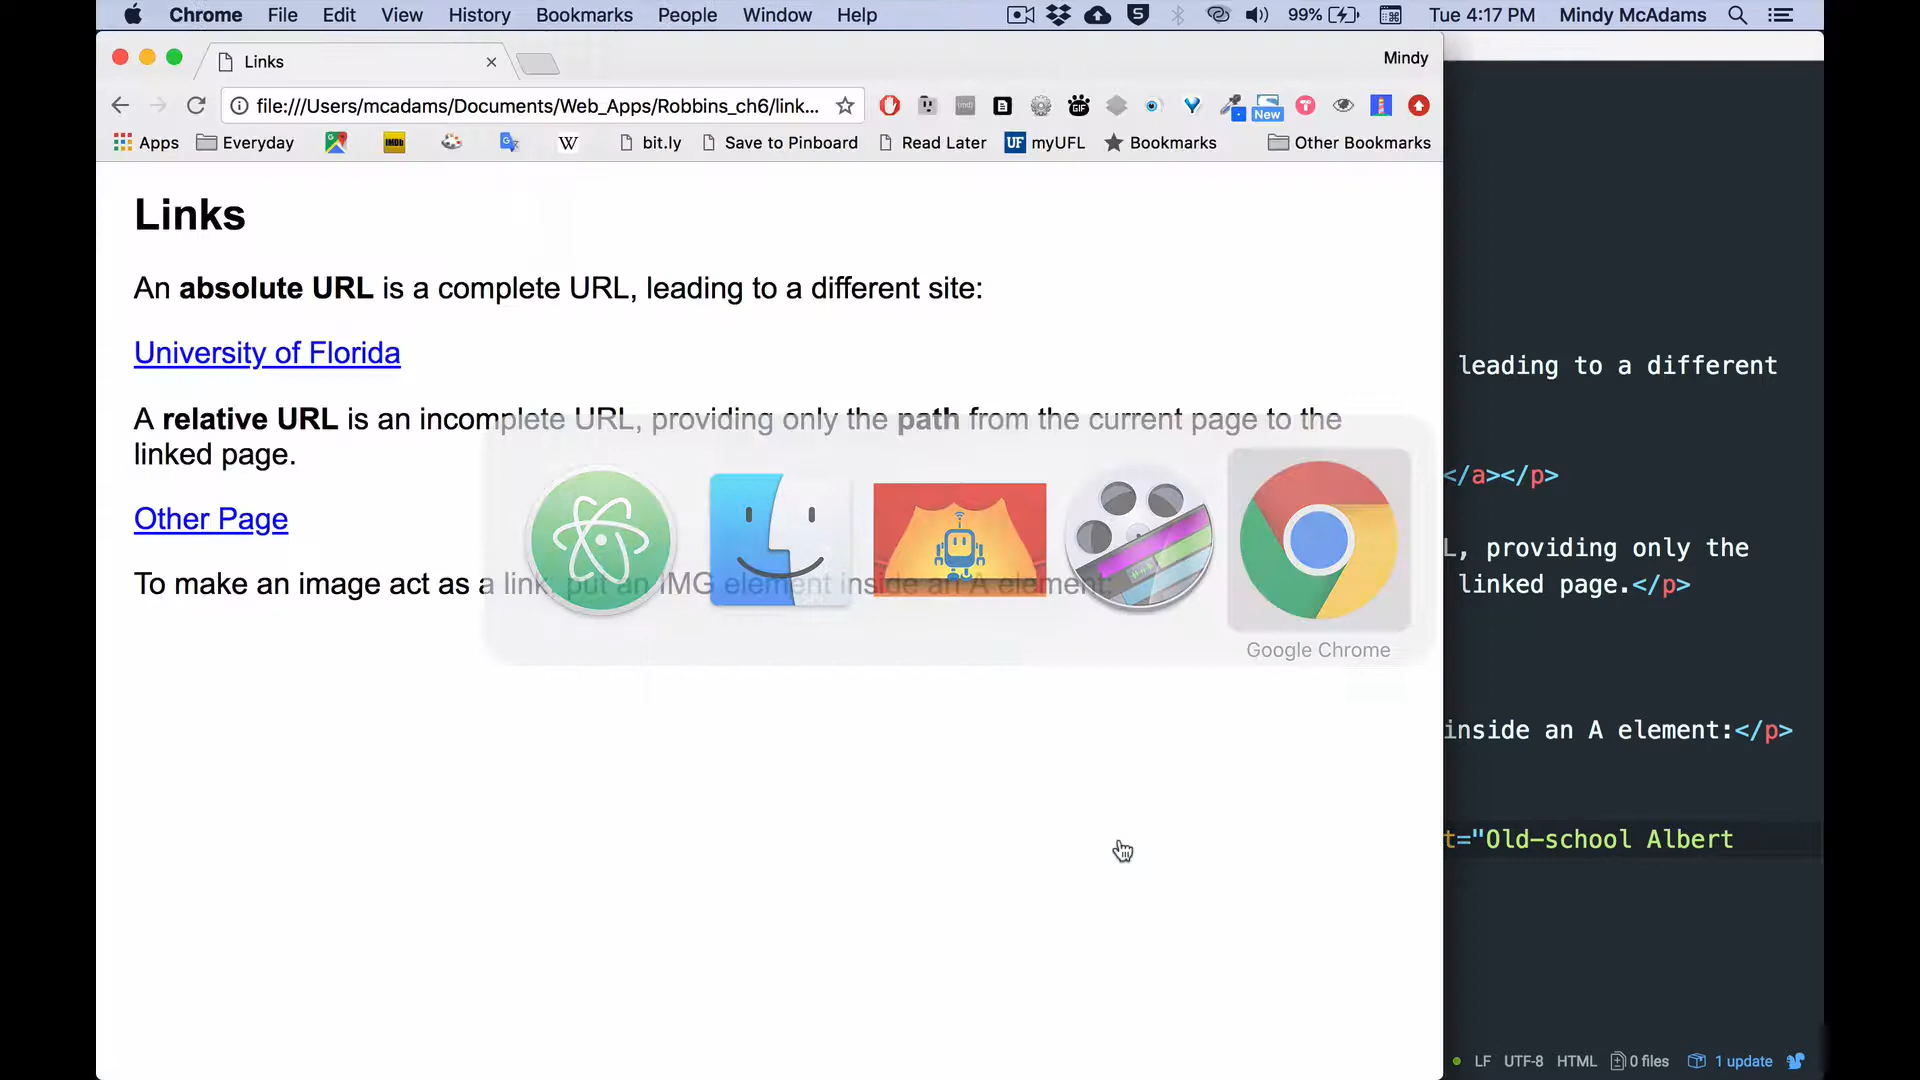 Chrome File Edit View History Bookmarks People Window Help 99% Tue 4:17 PM Mindy McAdams
Links Mindy
file:///Users/mcadams/Documents/Web_Apps/Robbins_ch6/link... GIF New
Apps Everyday IMDb W bit.ly Save to Pinboard Read Later UF myUFL Bookmarks Other Bookmarks
Links
An absolute URL is a complete URL, leading to a different site:
University of Florida
A relative URL is an incomplete URL, providing only the path from the current page to the
linked page.
Other Page
To make an image act as a link, put an IMG element inside an A element:
Google Chrome
leading to a different
</a></p>
L, providing only the
linked page.</p>
inside an A element:</p>
t="Old-school Albert
LF UTF-8 HTML 0 files 1 update